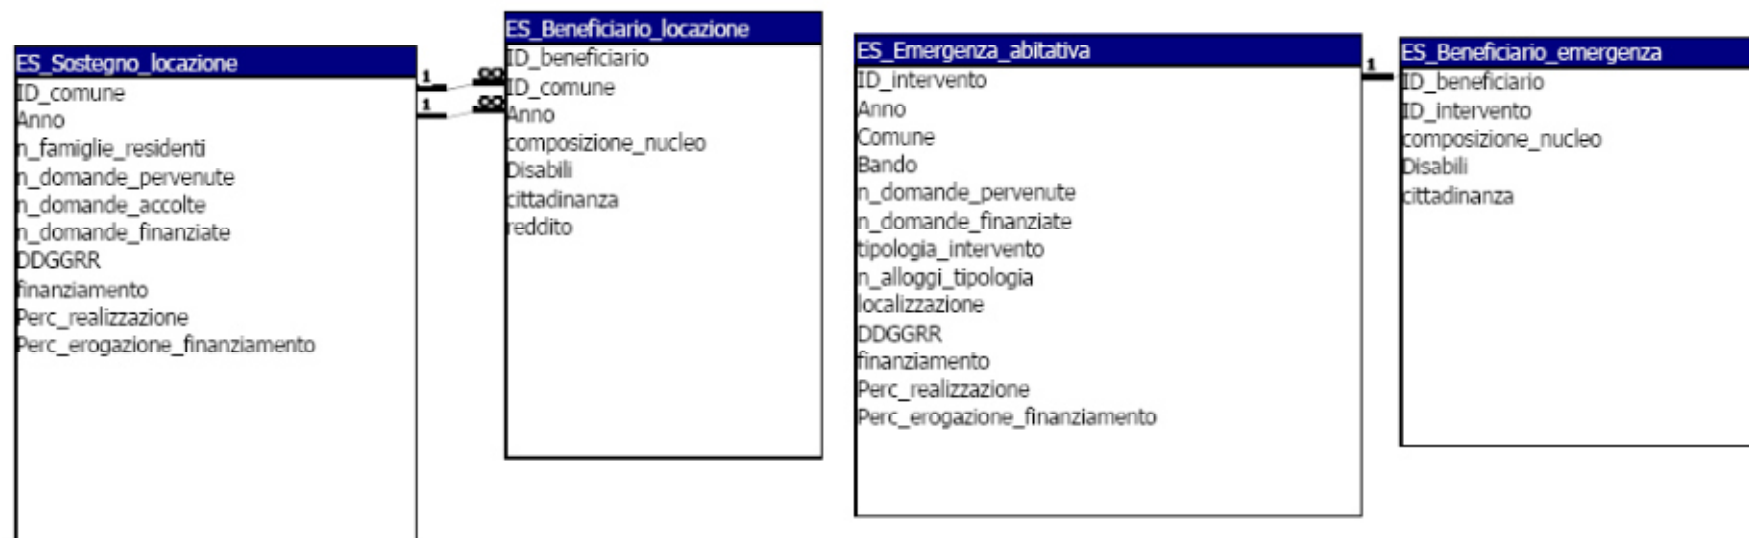 ES_Sostegno_locazione
ID_comune
Anno
n_famiglie_residenti
n_domande_pervenute
n_domande_accolte
n_domande_finanziate
DDGGRR
finanziamento
Perc_realizzazione
Perc_erogazione_finanziamento
1
∞
1
∞
ES_Beneficiario_locazione
ID_beneficiario
ID_comune
Anno
composizione_nucleo
Disabili
cittadinanza
reddito
ES_Emergenza_abitativa
ID_intervento
Anno
Comune
Bando
n_domande_pervenute
n_domande_finanziate
tipologia_intervento
n_alloggi_tipologia
localizzazione
DDGGRR
finanziamento
Perc_realizzazione
Perc_erogazione_finanziamento
1
ES_Beneficiario_emergenza
ID_beneficiario
ID_intervento
composizione_nucleo
Disabili
cittadinanza